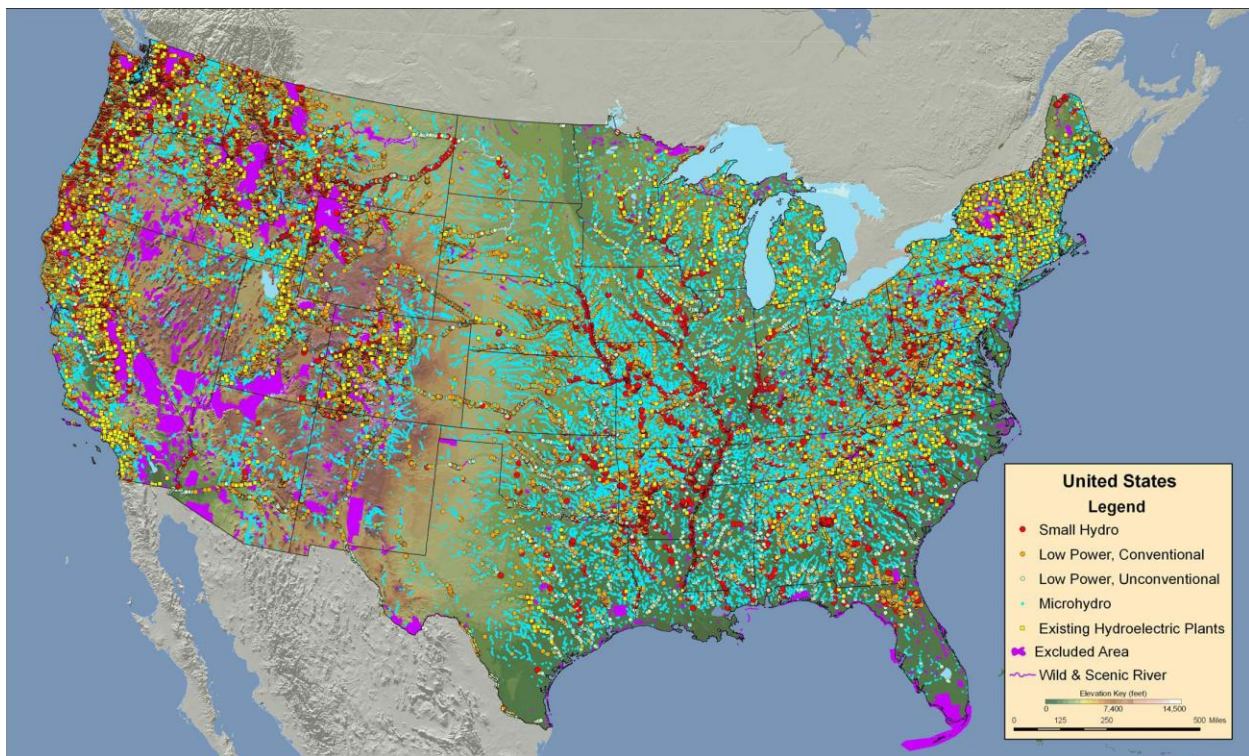 United States
Legend
Small Hydro
Low Power, Conventional
Low Power, Unconventional
Microhydro
Existing Hydroelectric Plants
Excluded Area
Wild & Scenic River
Elevation Key (feet)
0 7,400 14,500
0 125 250 500 Miles